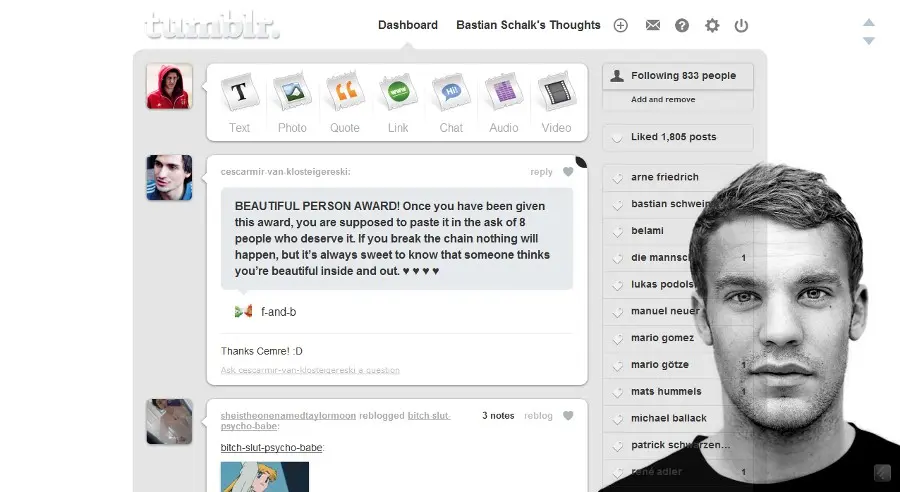 tumblr.
Dashboard
Bastian Schalk's Thoughts
Text
Photo
Quote
Link
Hi!
Chat
Audio
Video
Following 833 people
Add and remove
Liked 1,805 posts
cescarmir-van-klosteigereski:
reply
BEAUTIFUL PERSON AWARD! Once you have been given
this award, you are supposed to paste it in the ask of 8
people who deserve it. If you break the chain nothing will
happen, but it's always sweet to know that someone thinks
you're beautiful inside and out. ♥ ♥ ♥ ♥
f-and-b
Thanks Cemre! :D
Ask cescarmir-van-klosteigereski a question
sheistheonenamedtaylormoon reblogged bitch-slut-
psycho-babe:
3 notes
reblog
bitch-slut-psycho-babe:
arne friedrich
bastian schwein
belami
die mannsc
1
lukas podols
manuel neuer
mario gomez
mario götze
1
mats hummels
michael ballack
patrick schwarzen...
rené adler
1